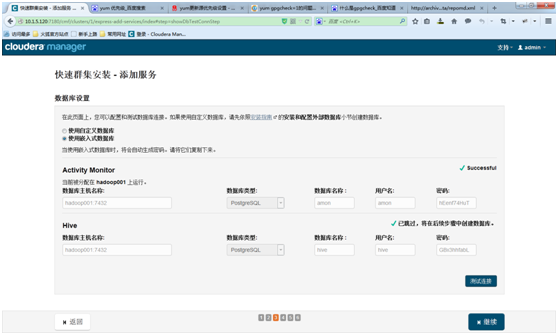 快速群集安装 - 添加服务
yum 优先级_百度搜索
yum更新源优先级设置 -
yum gpgcheck=1的问题
什么是gpgcheck_百度知道
http://archiv...ta/repomd.xml
10.1.5.120:7180/cmf/clusters/1/express-add-services/index#step=showDbTestConnStep
百度 <Ctrl+K>
访问最多 火狐官方站点 新手上路 常用网址 登录 - Cloudera Man...
cloudera manager
支持 admin
快速群集安装 - 添加服务
数据库设置
在此页面上，您可以配置和测试数据库连接。如果使用自定义数据库，请先依照安装指南 的安装和配置外部数据库小节创建数据库。
使用自定义数据库
使用嵌入式数据库
当使用嵌入式数据库时，将会自动生成密码。请将它们复制下来。
Activity Monitor
Successful
当前被分配在 hadoop001 上运行。
数据库主机名称: 数据库类型: 数据库名称: 用户名: 密码:
hadoop001:7432 PostgreSQL amon amon
Hive
已跳过，将在后续步骤中创建数据库。
数据库主机名称: 数据库类型: 数据库名称: 用户名: 密码:
hadoop001:7432 PostgreSQL hive hive
测试连接
返回
1 2 3 4 5 6
继续